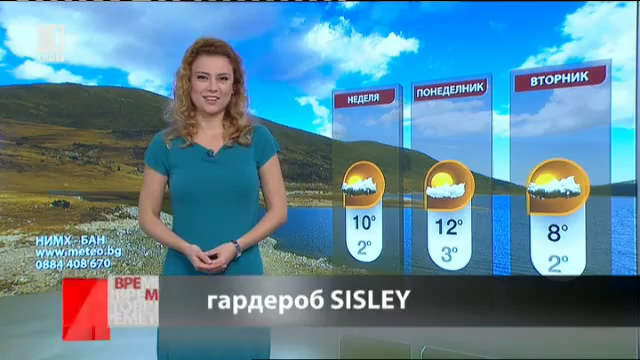 НЕДЕЛЯ
10°
2°
ПОНЕДЕЛНИК
12°
3°
ВТОРНИК
8°
2°
НИМХ - БАН
www.meteo.bg
0884 408 670
ВРЕ
М
гардероб SISLEY